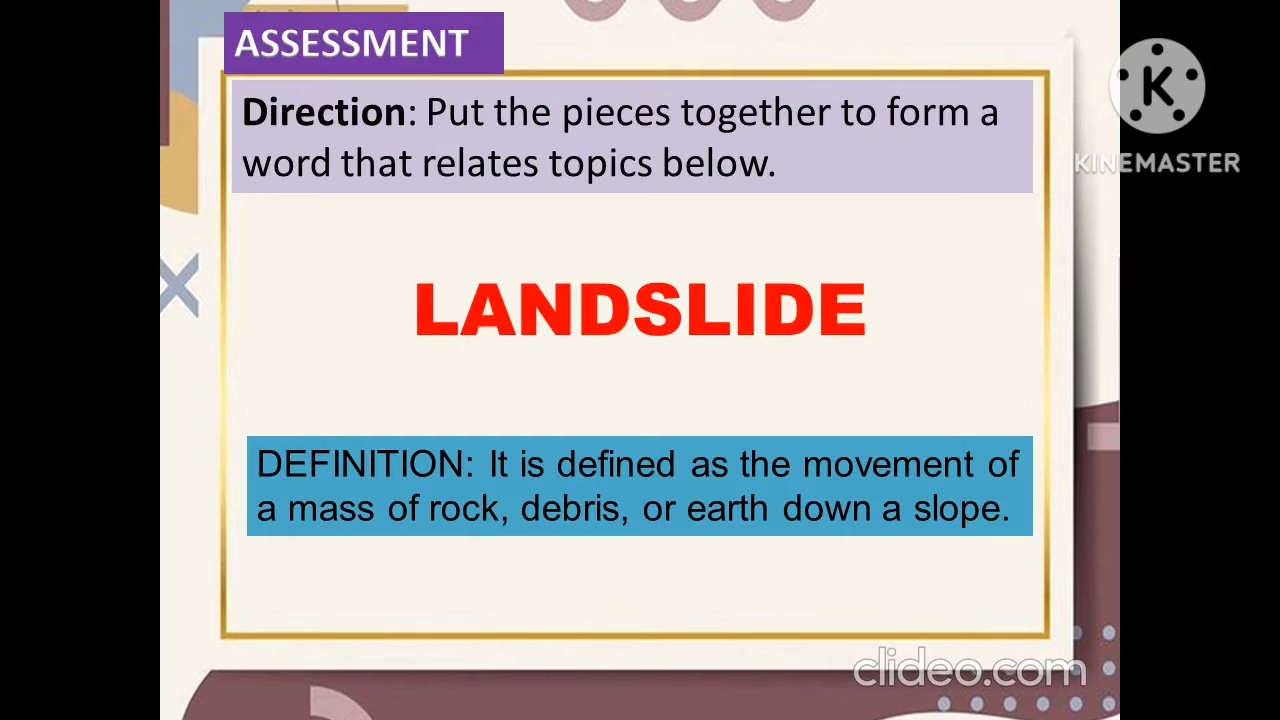 ASSESSMENT
Direction: Put the pieces together to form a
word that relates topics below.
K
KINEMASTER
LANDSLIDE
DEFINITION: It is defined as the movement of
a mass of rock, debris, or earth down a slope.
clideo.com